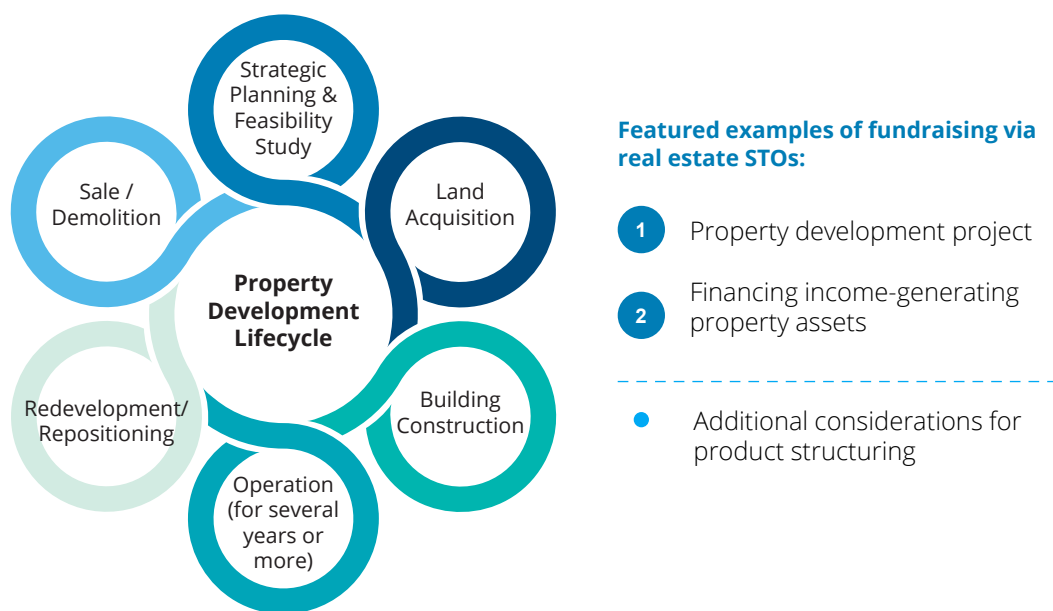 Strategic
Planning &
Feasibility
Study
Land
Acquisition
Building
Construction
Operation
(for several
years or
more)
Redevelopment/
Repositioning
Sale /
Demolition
Property
Development
Lifecycle
Featured examples of fundraising via
real estate STOs:
1 Property development project
2 Financing income-generating
property assets
• Additional considerations for
product structuring